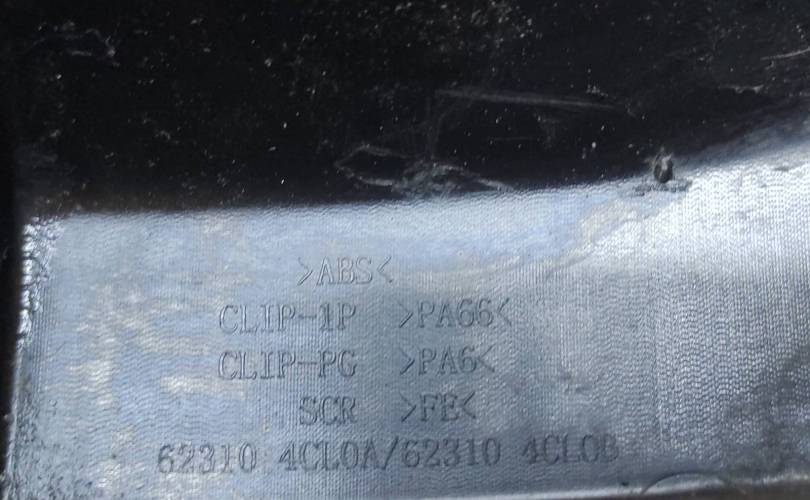 >ABS<
CLIP-1P >PA66<
CLIP-PG >PA6<
SCR >FE<
62310 4CL0A/62310 4CL0B